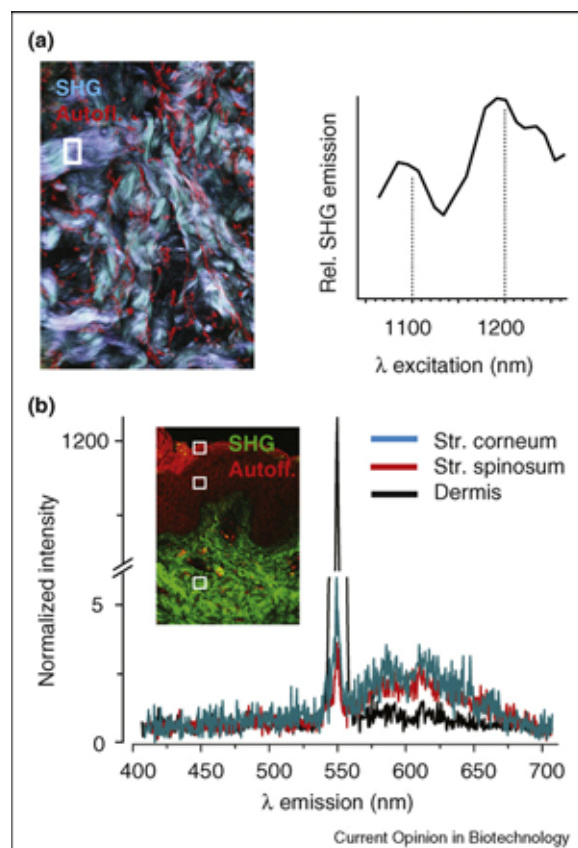 (a)
SHG
Autofl.
Rel. SHG emission
1100 1200
λ excitation (nm)
(b)
1200
SHG
Autofl.
Str. corneum
Str. spinosum
Dermis
Normalized intensity
5
0
400 450 500 550 600 650 700
λ emission (nm)
Current Opinion in Biotechnology